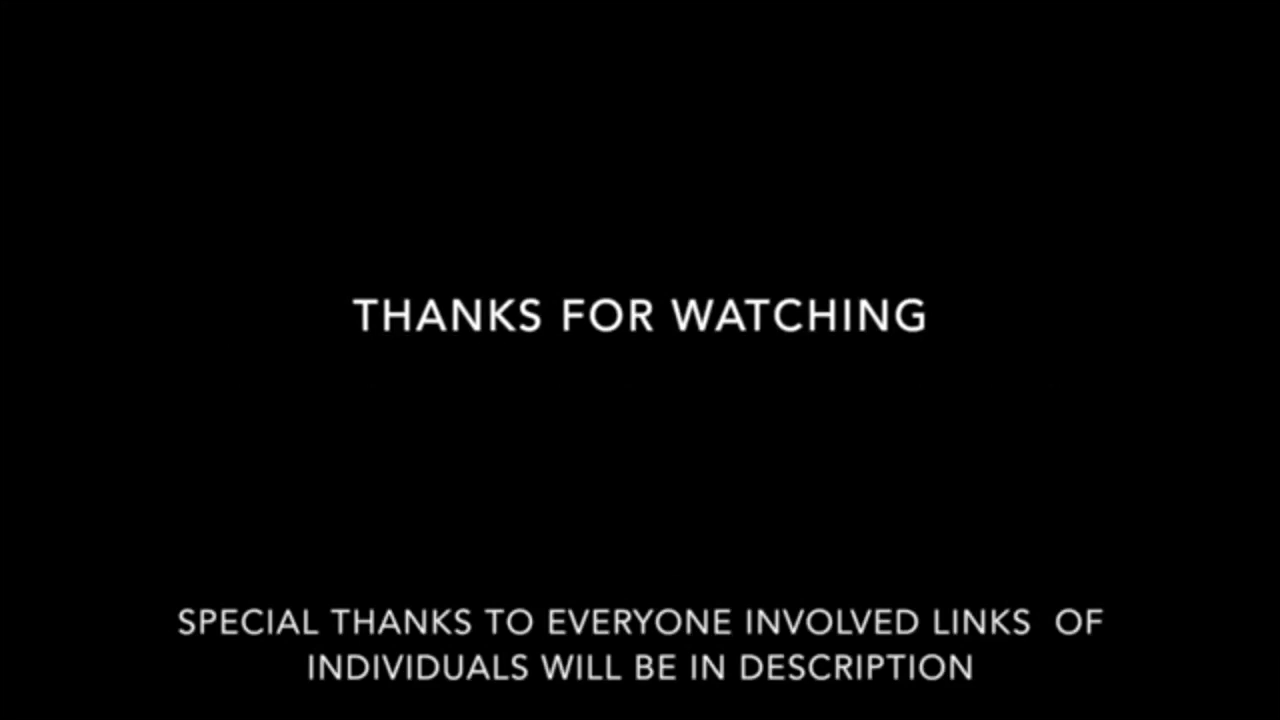 THANKS FOR WATCHING
SPECIAL THANKS TO EVERYONE INVOLVED LINKS  OF
INDIVIDUALS WILL BE IN DESCRIPTION